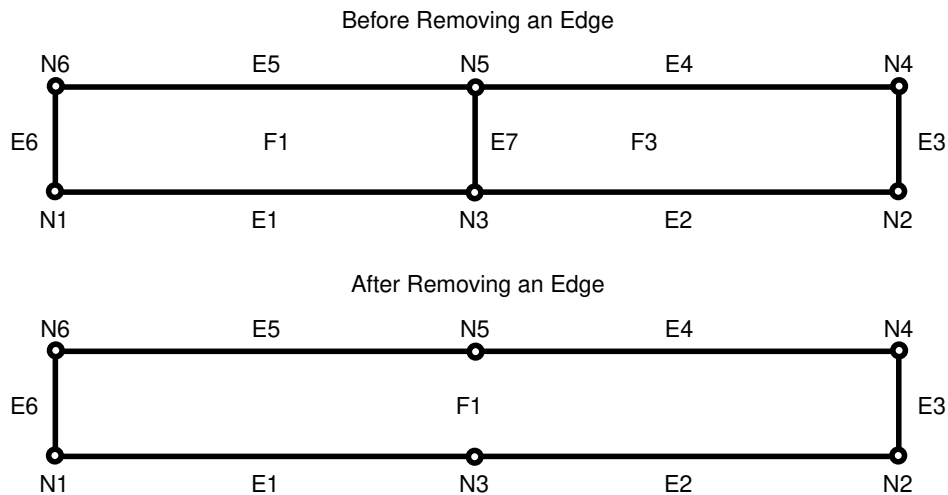 Before Removing an Edge
N6 E5 N5 E4 N4
E6 F1 E7 F3 E3
N1 E1 N3 E2 N2
After Removing an Edge
N6 E5 N5 E4 N4
E6 F1 E3
N1 E1 N3 E2 N2